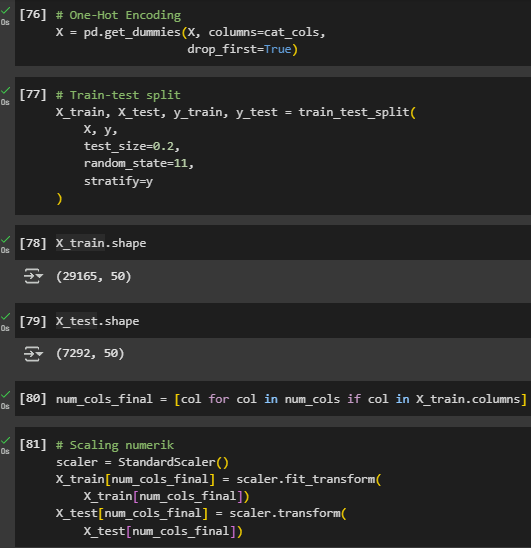 [76] # One-Hot Encoding
0s
X = pd.get_dummies(X, columns=cat_cols,
drop_first=True)
[77] # Train-test split
0s
X_train, X_test, y_train, y_test = train_test_split(
X, y,
test_size=0.2,
random_state=11,
stratify=y
)
[78] X_train.shape
0s
(29165, 50)
[79] X_test.shape
0s
(7292, 50)
[80] num_cols_final = [col for col in num_cols if col in X_train.columns]
0s
[81] # Scaling numerik
0s
scaler = StandardScaler()
X_train[num_cols_final] = scaler.fit_transform(
X_train[num_cols_final])
X_test[num_cols_final] = scaler.transform(
X_test[num_cols_final])